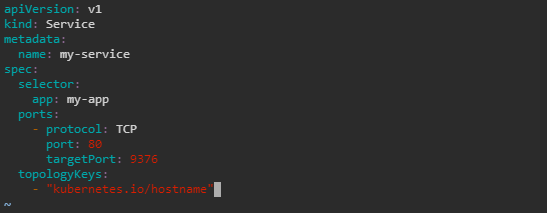 apiVersion: v1
kind: Service
metadata:
  name: my-service
spec:
  selector:
    app: my-app
  ports:
    - protocol: TCP
      port: 80
      targetPort: 9376
  topologyKeys:
    - "kubernetes.io/hostname"
~